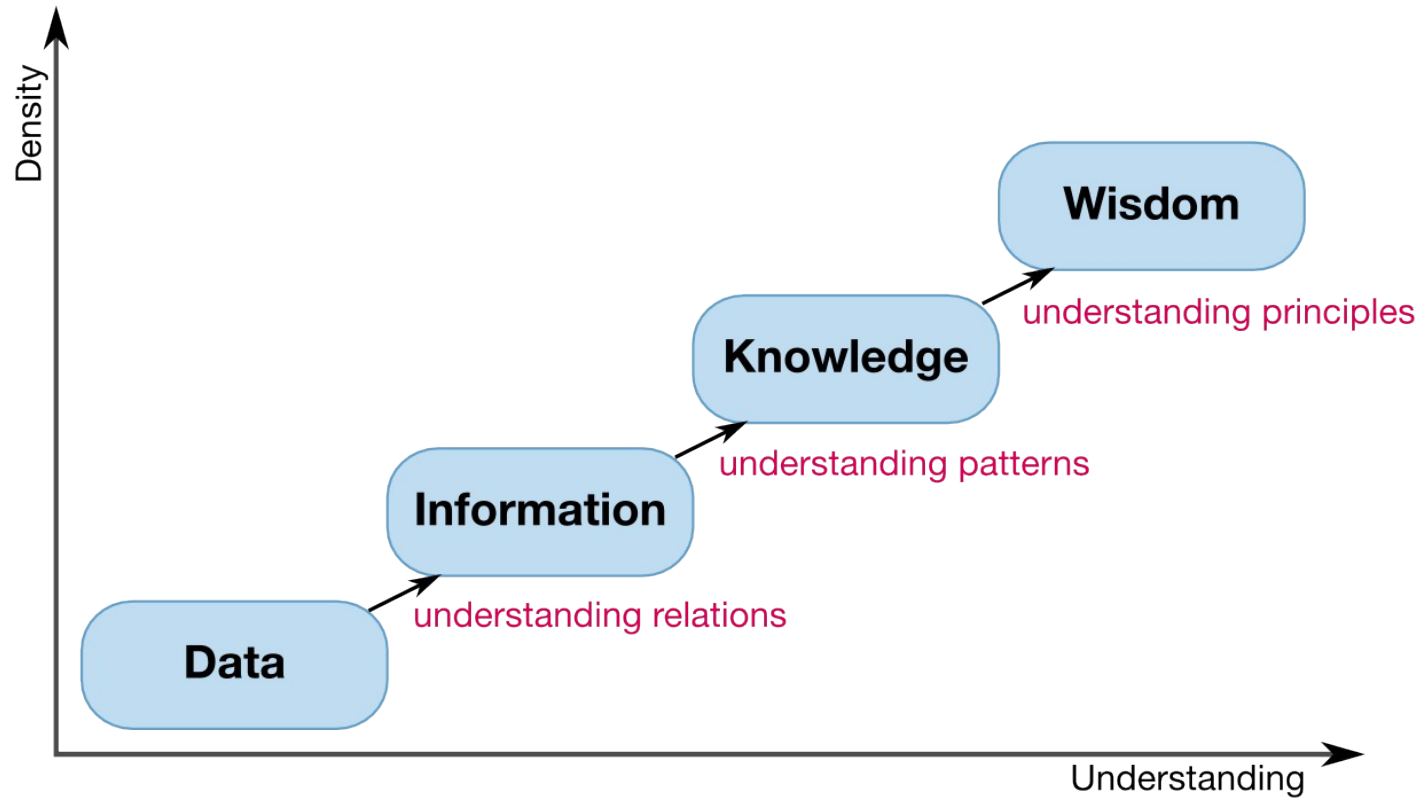 Density
Wisdom
understanding principles
Knowledge
understanding patterns
Information
understanding relations
Data
Understanding